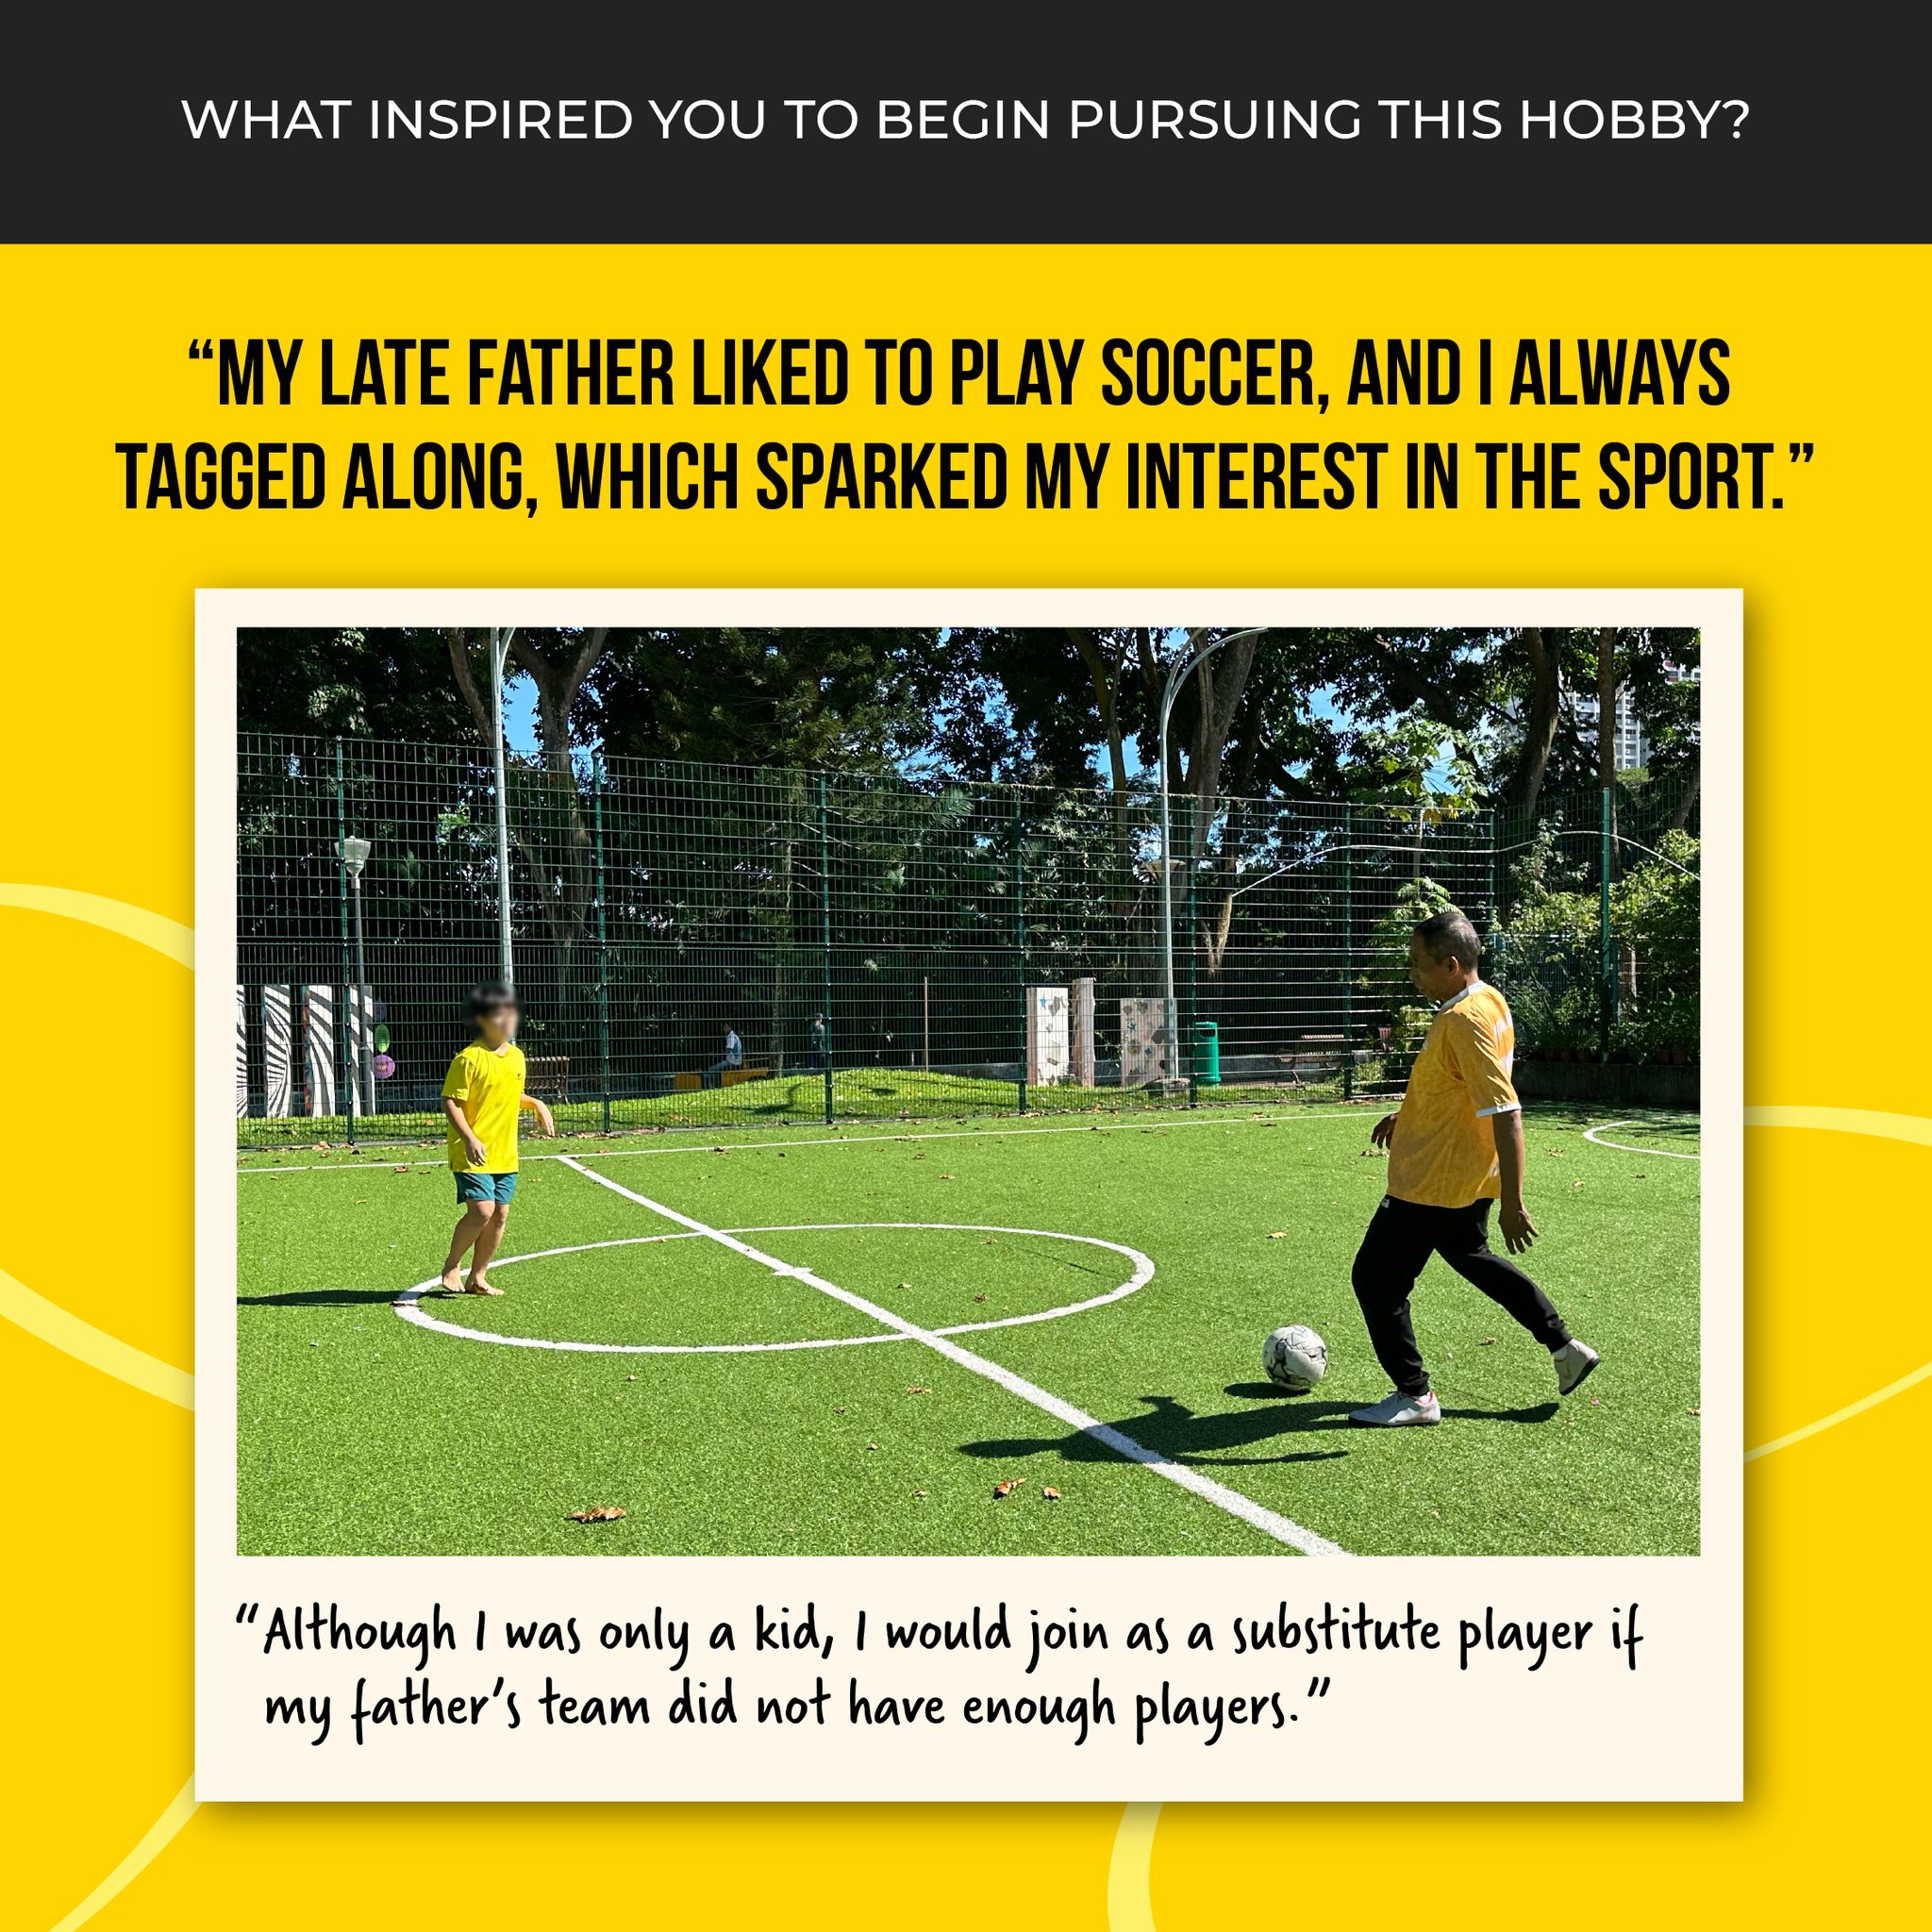 WHAT INSPIRED YOU TO BEGIN PURSUING THIS HOBBY?
“MY LATE FATHER LIKED TO PLAY SOCCER, AND I ALWAYS
TAGGED ALONG, WHICH SPARKED MY INTEREST IN THE SPORT.”
“Although I was only a kid, I would join as a substitute player if
my father’s team did not have enough players.”